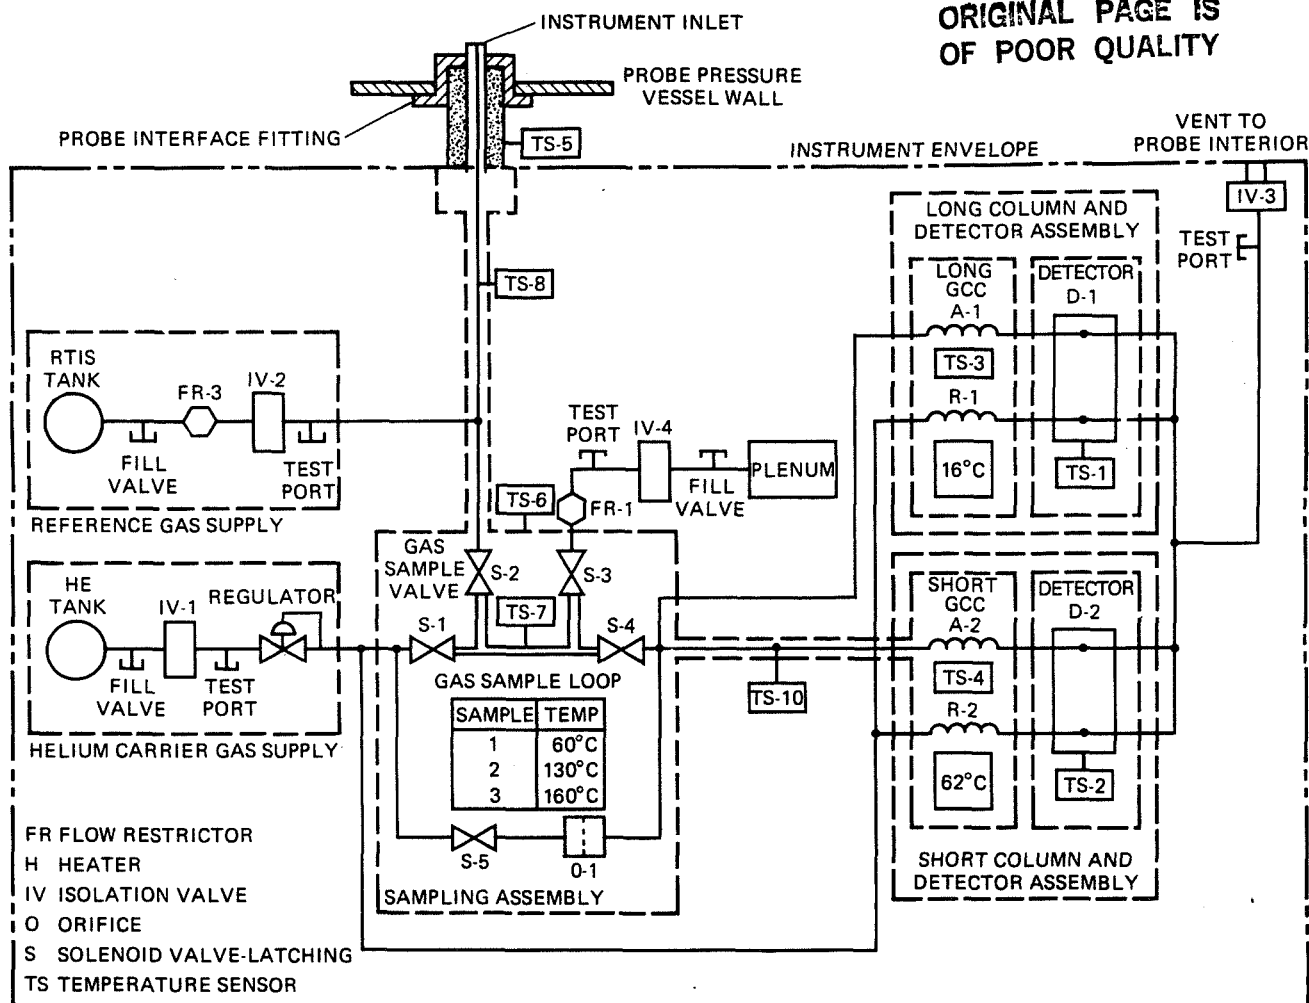 ORIGINAL PAGE IS
OF POOR QUALITY
INSTRUMENT INLET
PROBE PRESSURE
VESSEL WALL
PROBE INTERFACE FITTING
TS-5
INSTRUMENT ENVELOPE
VENT TO
PROBE INTERIOR
IV-3
TEST
PORT
TS-8
LONG COLUMN AND
DETECTOR ASSEMBLY
LONG
GCC
A-1
TS-3
R-1
16°C
DETECTOR
D-1
TS-1
RTIS
TANK
FR-3
IV-2
FILL
VALVE
TEST
PORT
REFERENCE GAS SUPPLY
TEST
PORT
IV-4
PLENUM
FILL
VALVE
TS-6
FR-1
HE
TANK
IV-1
REGULATOR
FILL
VALVE
TEST
PORT
HELIUM CARRIER GAS SUPPLY
GAS
SAMPLE
VALVE
S-2
S-3
TS-7
S-1
S-4
GAS SAMPLE LOOP
SAMPLE TEMP
1 60°C
2 130°C
3 160°C
S-5
0-1
SAMPLING ASSEMBLY
TS-10
SHORT
GCC
A-2
TS-4
R-2
62°C
DETECTOR
D-2
TS-2
SHORT COLUMN AND
DETECTOR ASSEMBLY
FR FLOW RESTRICTOR
H HEATER
IV ISOLATION VALVE
O ORIFICE
S SOLENOID VALVE-LATCHING
TS TEMPERATURE SENSOR